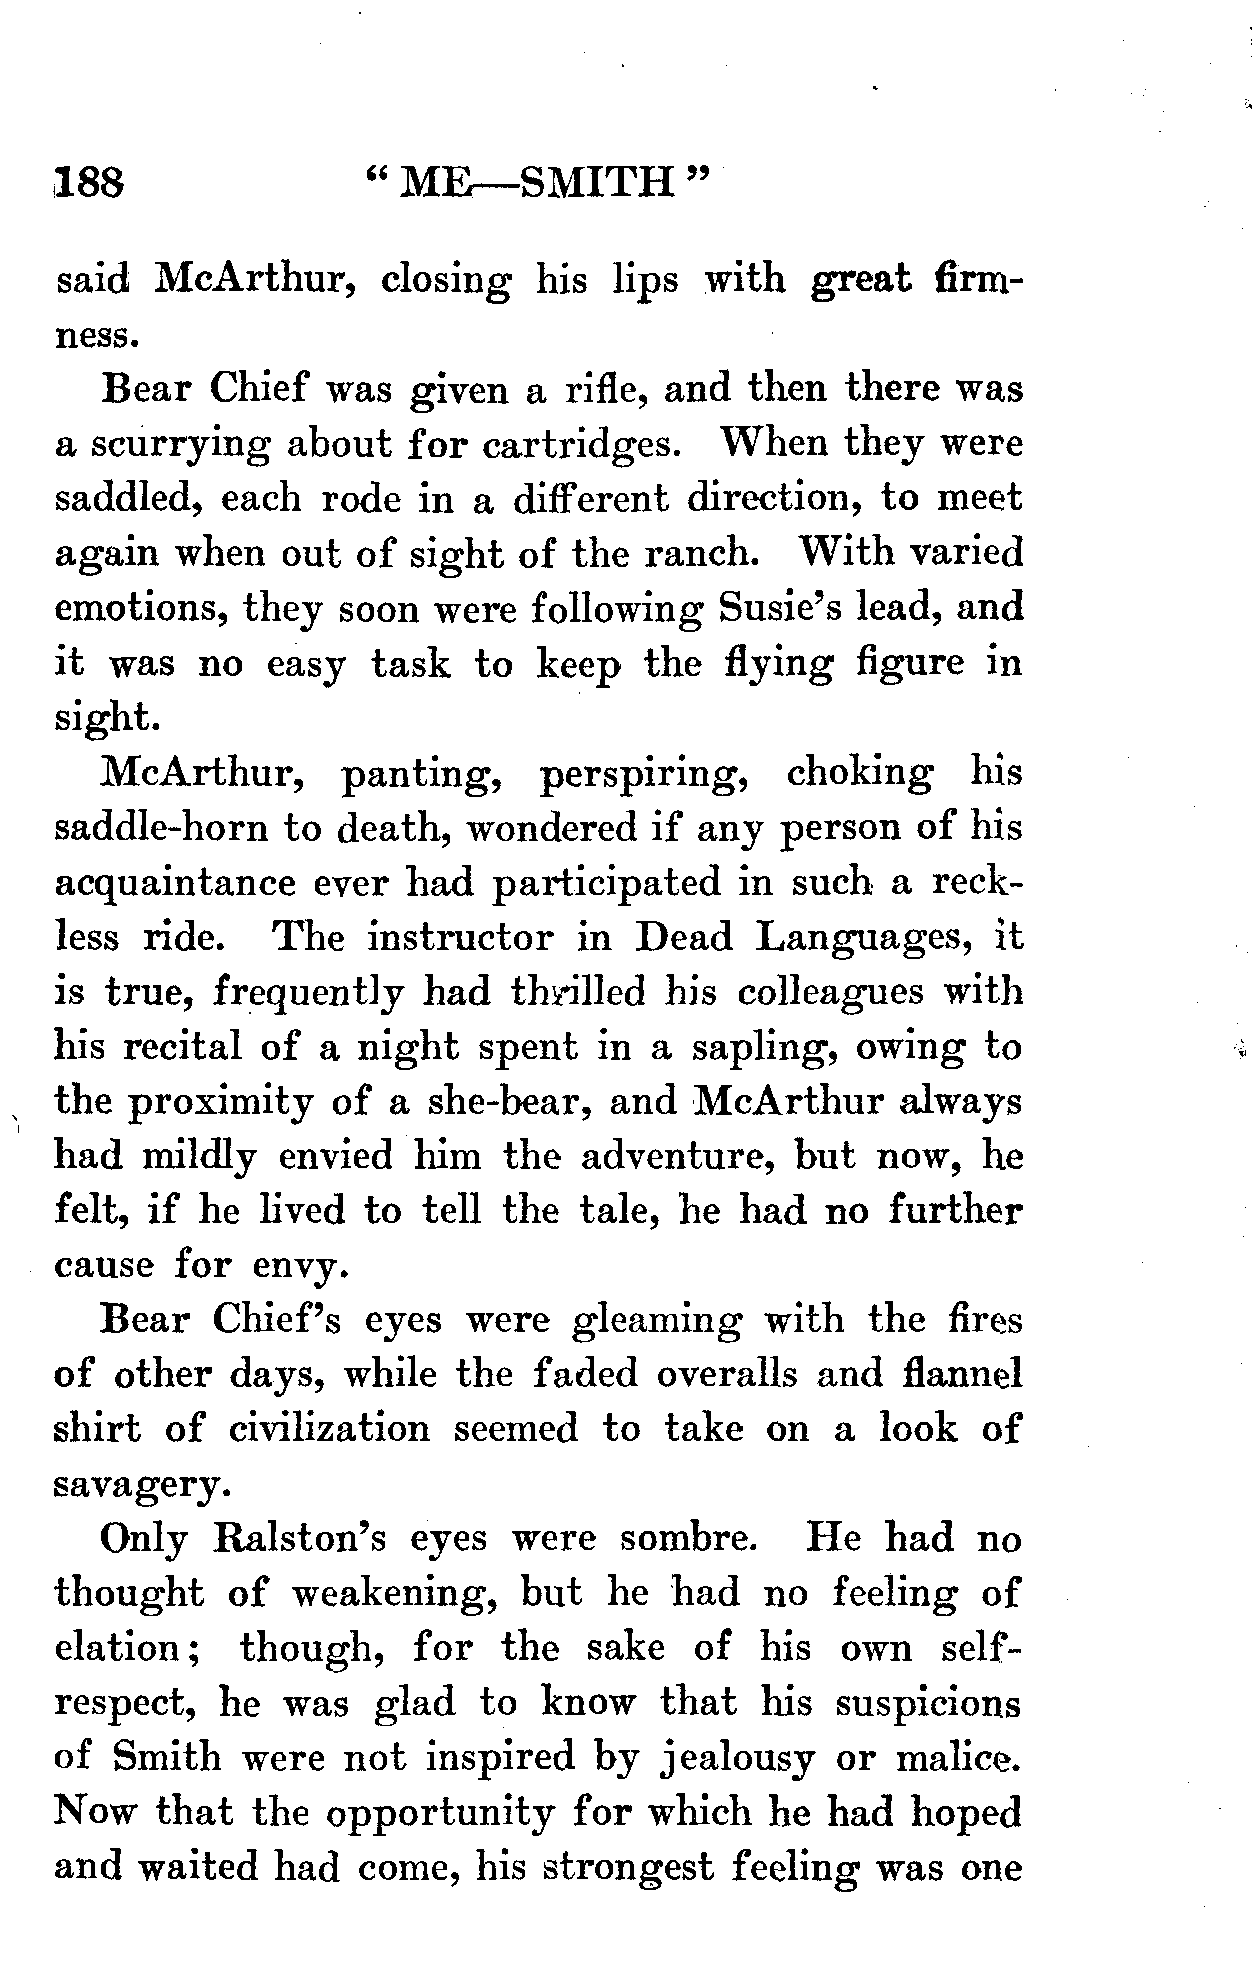 188 “ ME—SMITH ”
said McArthur, closing his lips with great firm-
ness.
Bear Chief was given a rifle, and then there was
a scurrying about for cartridges. When they were
saddled, each rode in a different direction, to meet
again when out of sight of the ranch. With varied
emotions, they soon were following Susie’s lead, and
it was no easy task to keep the flying figure in
sight.
McArthur, panting, perspiring, choking his
saddle-horn to death, wondered if any person of his
acquaintance ever had participated in such a reck-
less ride. The instructor in Dead Languages, it
is true, frequently had thrilled his colleagues with
his recital of a night spent in a sapling, owing to
the proximity of a she-bear, and McArthur always
had mildly envied him the adventure, but now, he
felt, if he lived to tell the tale, he had no further
cause for envy.
Bear Chief’s eyes were gleaming with the fires
of other days, while the faded overalls and flannel
shirt of civilization seemed to take on a look of
savagery.
Only Ralston’s eyes were sombre. He had no
thought of weakening, but he had no feeling of
elation; though, for the sake of his own self-
respect, he was glad to know that his suspicions
of Smith were not inspired by jealousy or malice.
Now that the opportunity for which he had hoped
and waited had come, his strongest feeling was one